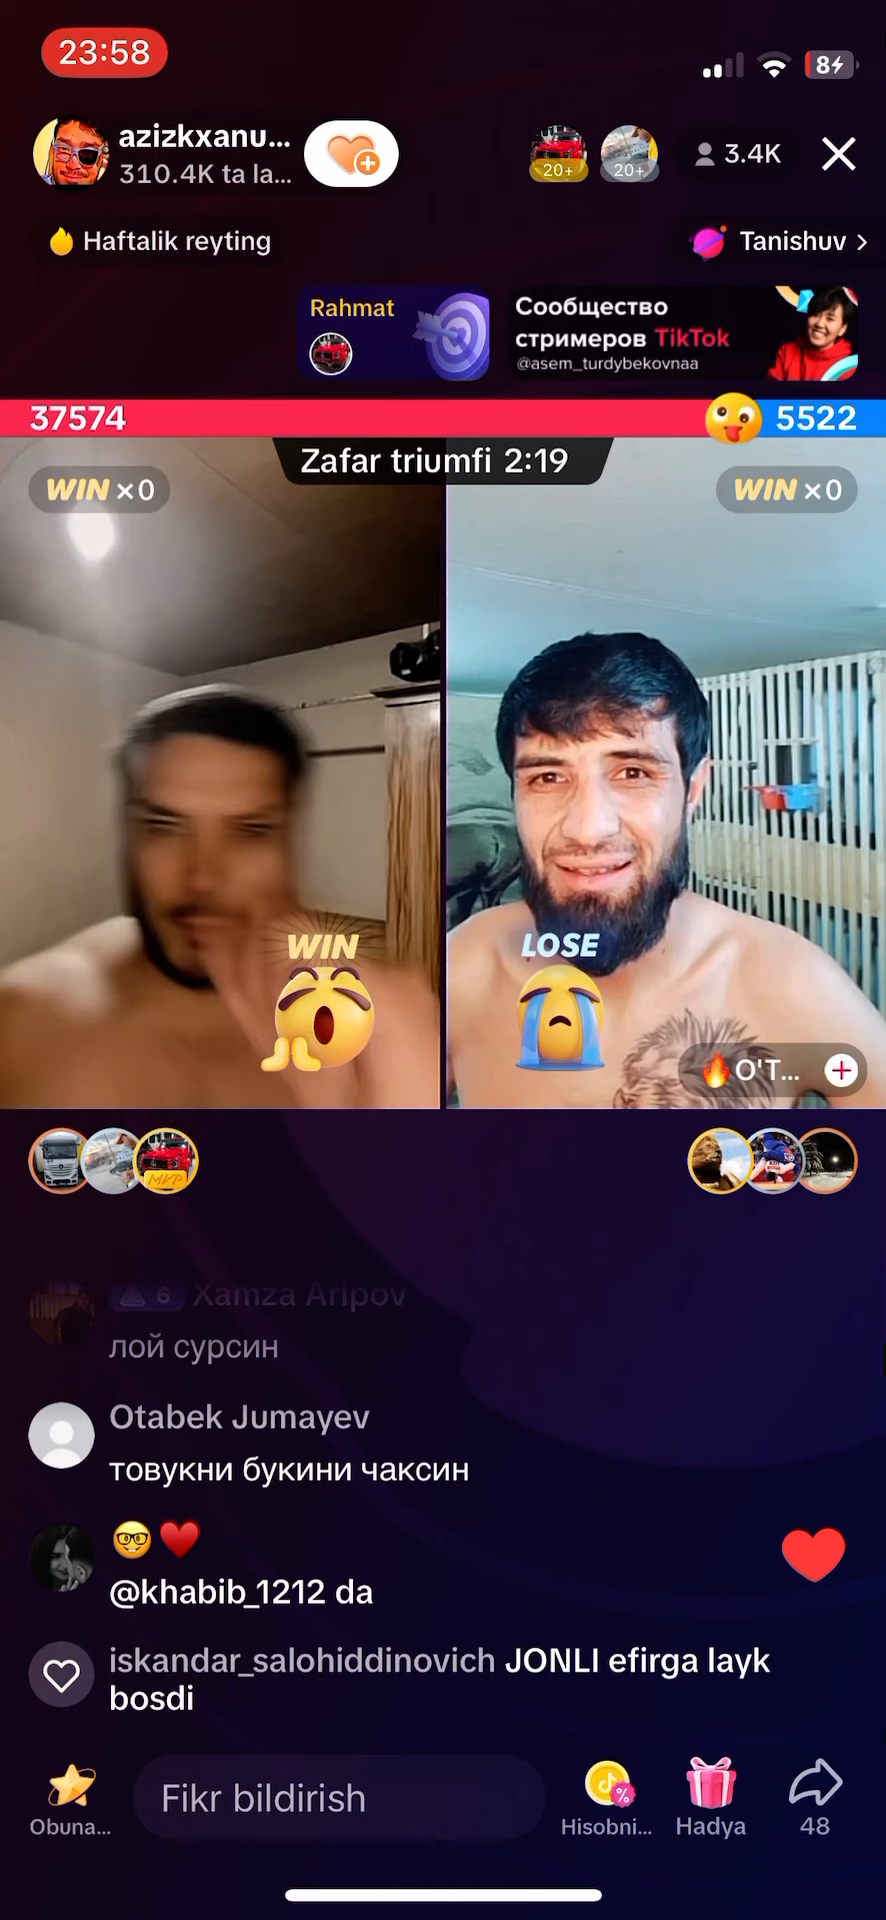 23:58
8
azizkxanu...
310.4K ta la...
20+
20+
3.4K
Haftalik reyting
Tanishuv >
Rahmat
Сообщество
стримеров TikTok
@asem_turdybekovnaa
37574
5522
Zafar triumfi 2:19
WIN ×0
WIN ×0
WIN
LOSE
O'T...
MVP
6 Xamza Aripov
лой сурсин
Otabek Jumayev
товукни букини чаксин
@khabib_1212 da
iskandar_salohiddinovich JONLI efirga layk
bosdi
Fikr bildirish
Obuna...
Hisobni...
Hadya
48